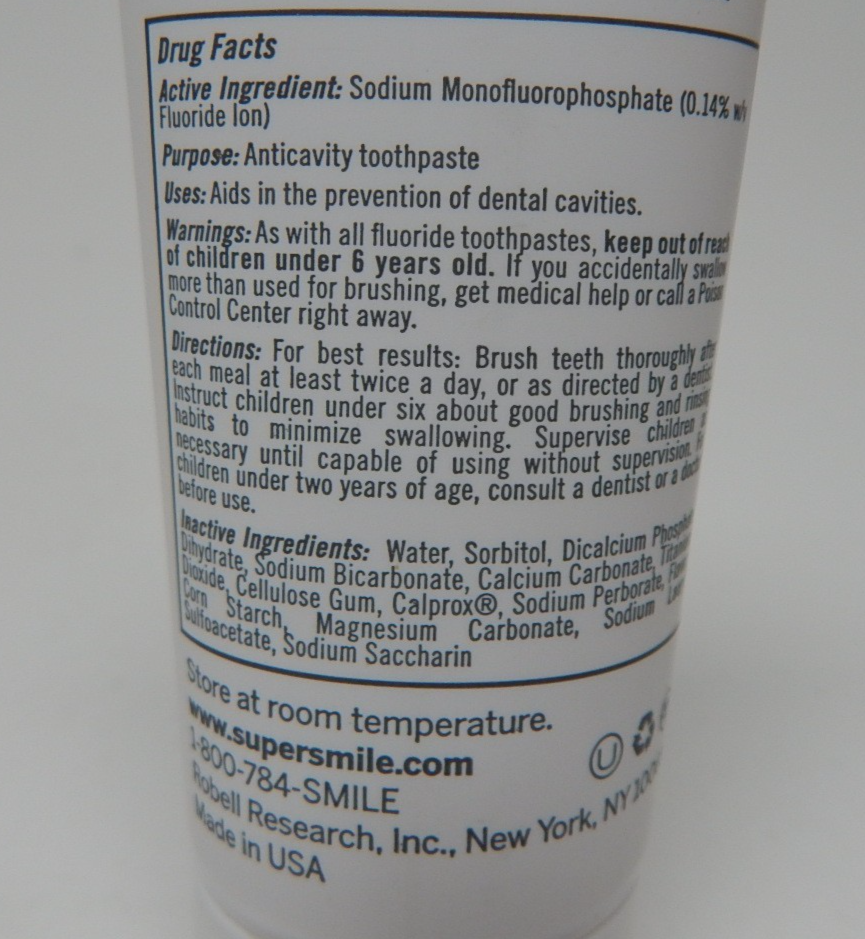 Drug Facts
Active Ingredient: Sodium Monofluorophosphate (0.14% w/v
Fluoride Ion)
Purpose: Anticavity toothpaste
Uses: Aids in the prevention of dental cavities.
Warnings: As with all fluoride toothpastes, keep out of reach
of children under 6 years old. If you accidentally swallow
more than used for brushing, get medical help or call a Poison
Control Center right away.
Directions: For best results: Brush teeth thoroughly after
each meal at least twice a day, or as directed by a dentist.
Instruct children under six about good brushing and rinsing
habits to minimize swallowing. Supervise children
necessary until capable of using without supervision.
children under two years of age, consult a dentist or a doctor
before use.
Inactive Ingredients: Water, Sorbitol, Dicalcium
Dihydrate, Sodium Bicarbonate, Calcium Carbonate,
Dioxide, Cellulose Gum, Calprox®, Sodium Perborate,
Corn Starch, Magnesium Carbonate, Sodium
Sulfoacetate, Sodium Saccharin
Store at room temperature.
www.supersmile.com
U
1-800-784-SMILE
Robell Research, Inc., New York, NY
Made in USA